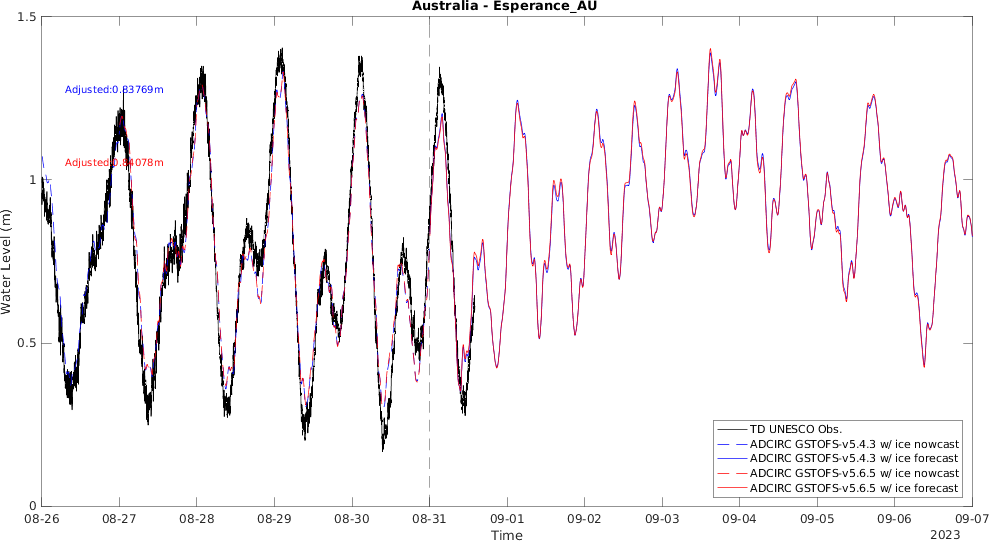 Australia - Esperance_AU
Water Level (m)
1.5
1
0.5
0
Adjusted:0.83769m
Adjusted:0.84078m
TD UNESCO Obs.
ADCIRC GSTOFS-v5.4.3 w/ ice nowcast
ADCIRC GSTOFS-v5.4.3 w/ ice forecast
ADCIRC GSTOFS-v5.6.5 w/ ice nowcast
ADCIRC GSTOFS-v5.6.5 w/ ice forecast
08-26 08-27 08-28 08-29 08-30 08-31 09-01 09-02 09-03 09-04 09-05 09-06 09-07
Time
2023